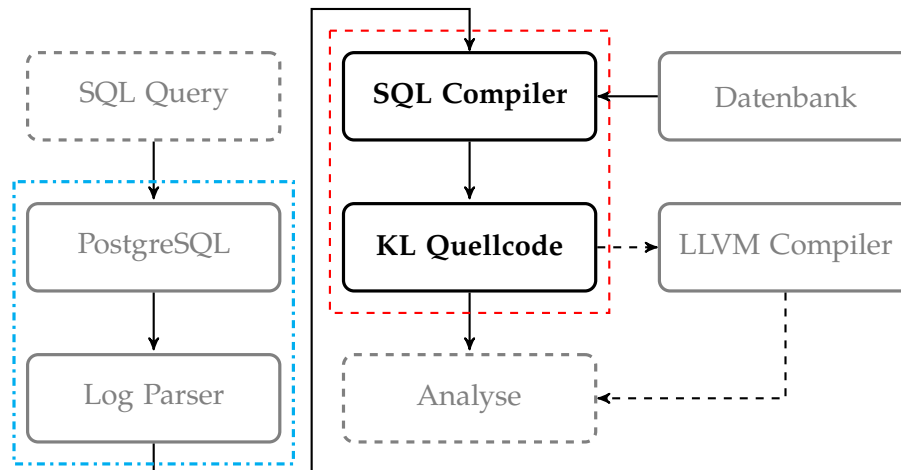 SQL Query
PostgreSQL
Log Parser
SQL Compiler
KL Quellcode
Analyse
Datenbank
LLVM Compiler